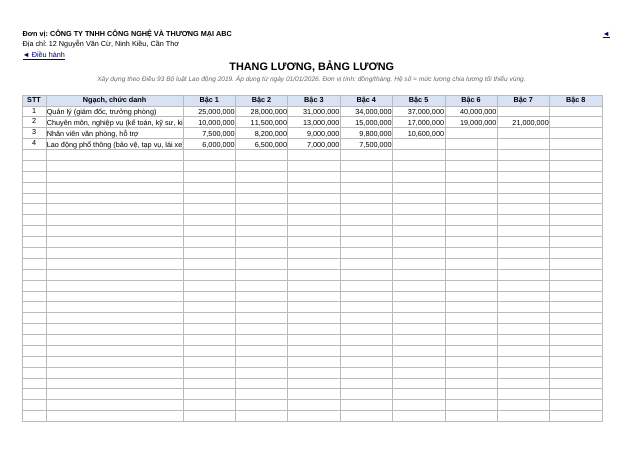 Đơn vị: CÔNG TY TNHH CÔNG NGHỆ VÀ THƯƠNG MẠI ABC ◄
Địa chỉ: 12 Nguyễn Văn Cừ, Ninh Kiều, Cần Thơ
◄ Điều hành
THANG LƯƠNG, BẢNG LƯƠNG
Xây dựng theo Điều 93 Bộ luật Lao động 2019. Áp dụng từ ngày 01/01/2026. Đơn vị tính: đồng/tháng. Hệ số = mức lương chia lương tối thiểu vùng.
STT Ngạch, chức danh Bậc 1 Bậc 2 Bậc 3 Bậc 4 Bậc 5 Bậc 6 Bậc 7 Bậc 8
1 Quản lý (giám đốc, trưởng phòng) 25,000,000 28,000,000 31,000,000 34,000,000 37,000,000 40,000,000
2 Chuyên môn, nghiệp vụ (kế toán, kỹ sư, ki 10,000,000 11,500,000 13,000,000 15,000,000 17,000,000 19,000,000 21,000,000
3 Nhân viên văn phòng, hỗ trợ 7,500,000 8,200,000 9,000,000 9,800,000 10,600,000
4 Lao động phổ thông (bảo vệ, tạp vụ, lái xe 6,000,000 6,500,000 7,000,000 7,500,000